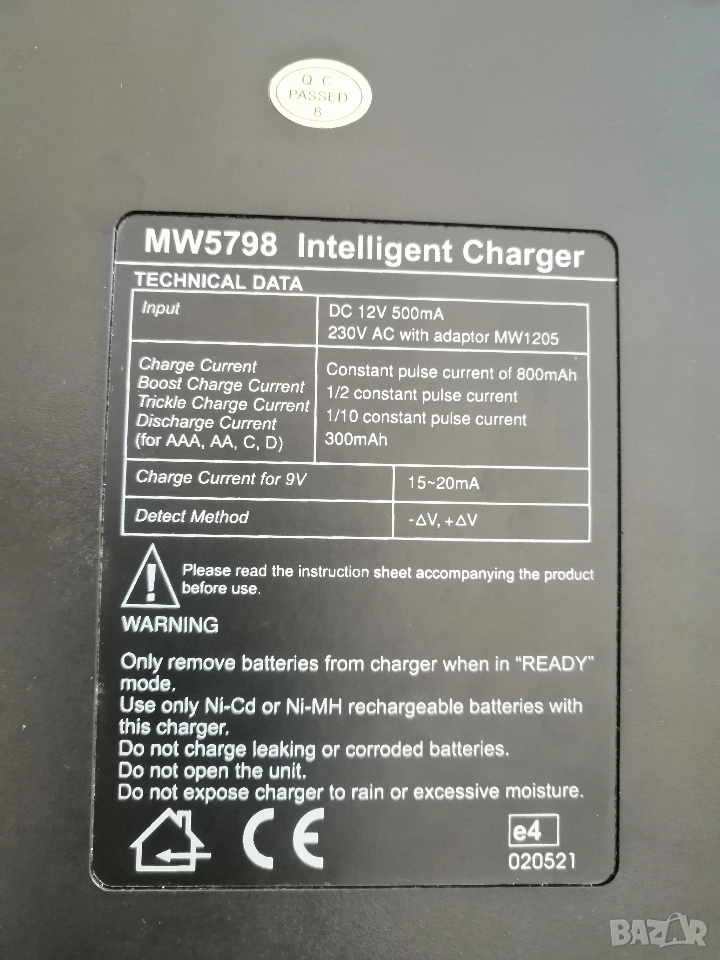 Q C
PASSED
8
MW5798 Intelligent Charger
TECHNICAL DATA
Input
DC 12V 500mA
230V AC with adaptor MW1205
Charge Current
Constant pulse current of 800mAh
Boost Charge Current
1/2 constant pulse current
Trickle Charge Current
1/10 constant pulse current
Discharge Current
300mAh
(for AAA, AA, C, D)
Charge Current for 9V
15~20mA
Detect Method
-ΔV, +ΔV
Please read the instruction sheet accompanying the product
before use.
WARNING
Only remove batteries from charger when in "READY"
mode.
Use only Ni-Cd or Ni-MH rechargeable batteries with
this charger.
Do not charge leaking or corroded batteries.
Do not open the unit.
Do not expose charger to rain or excessive moisture.
CE
e4
020521
BAZAR